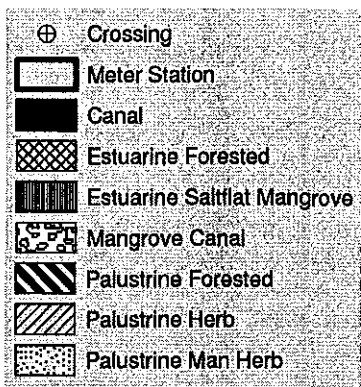 Crossing
Meter Station
Canal
Estuarine Forested
Estuarine Saltflat Mangrove
Mangrove Canal
Palustrine Forested
Palustrine Herb
Palustrine Man Herb